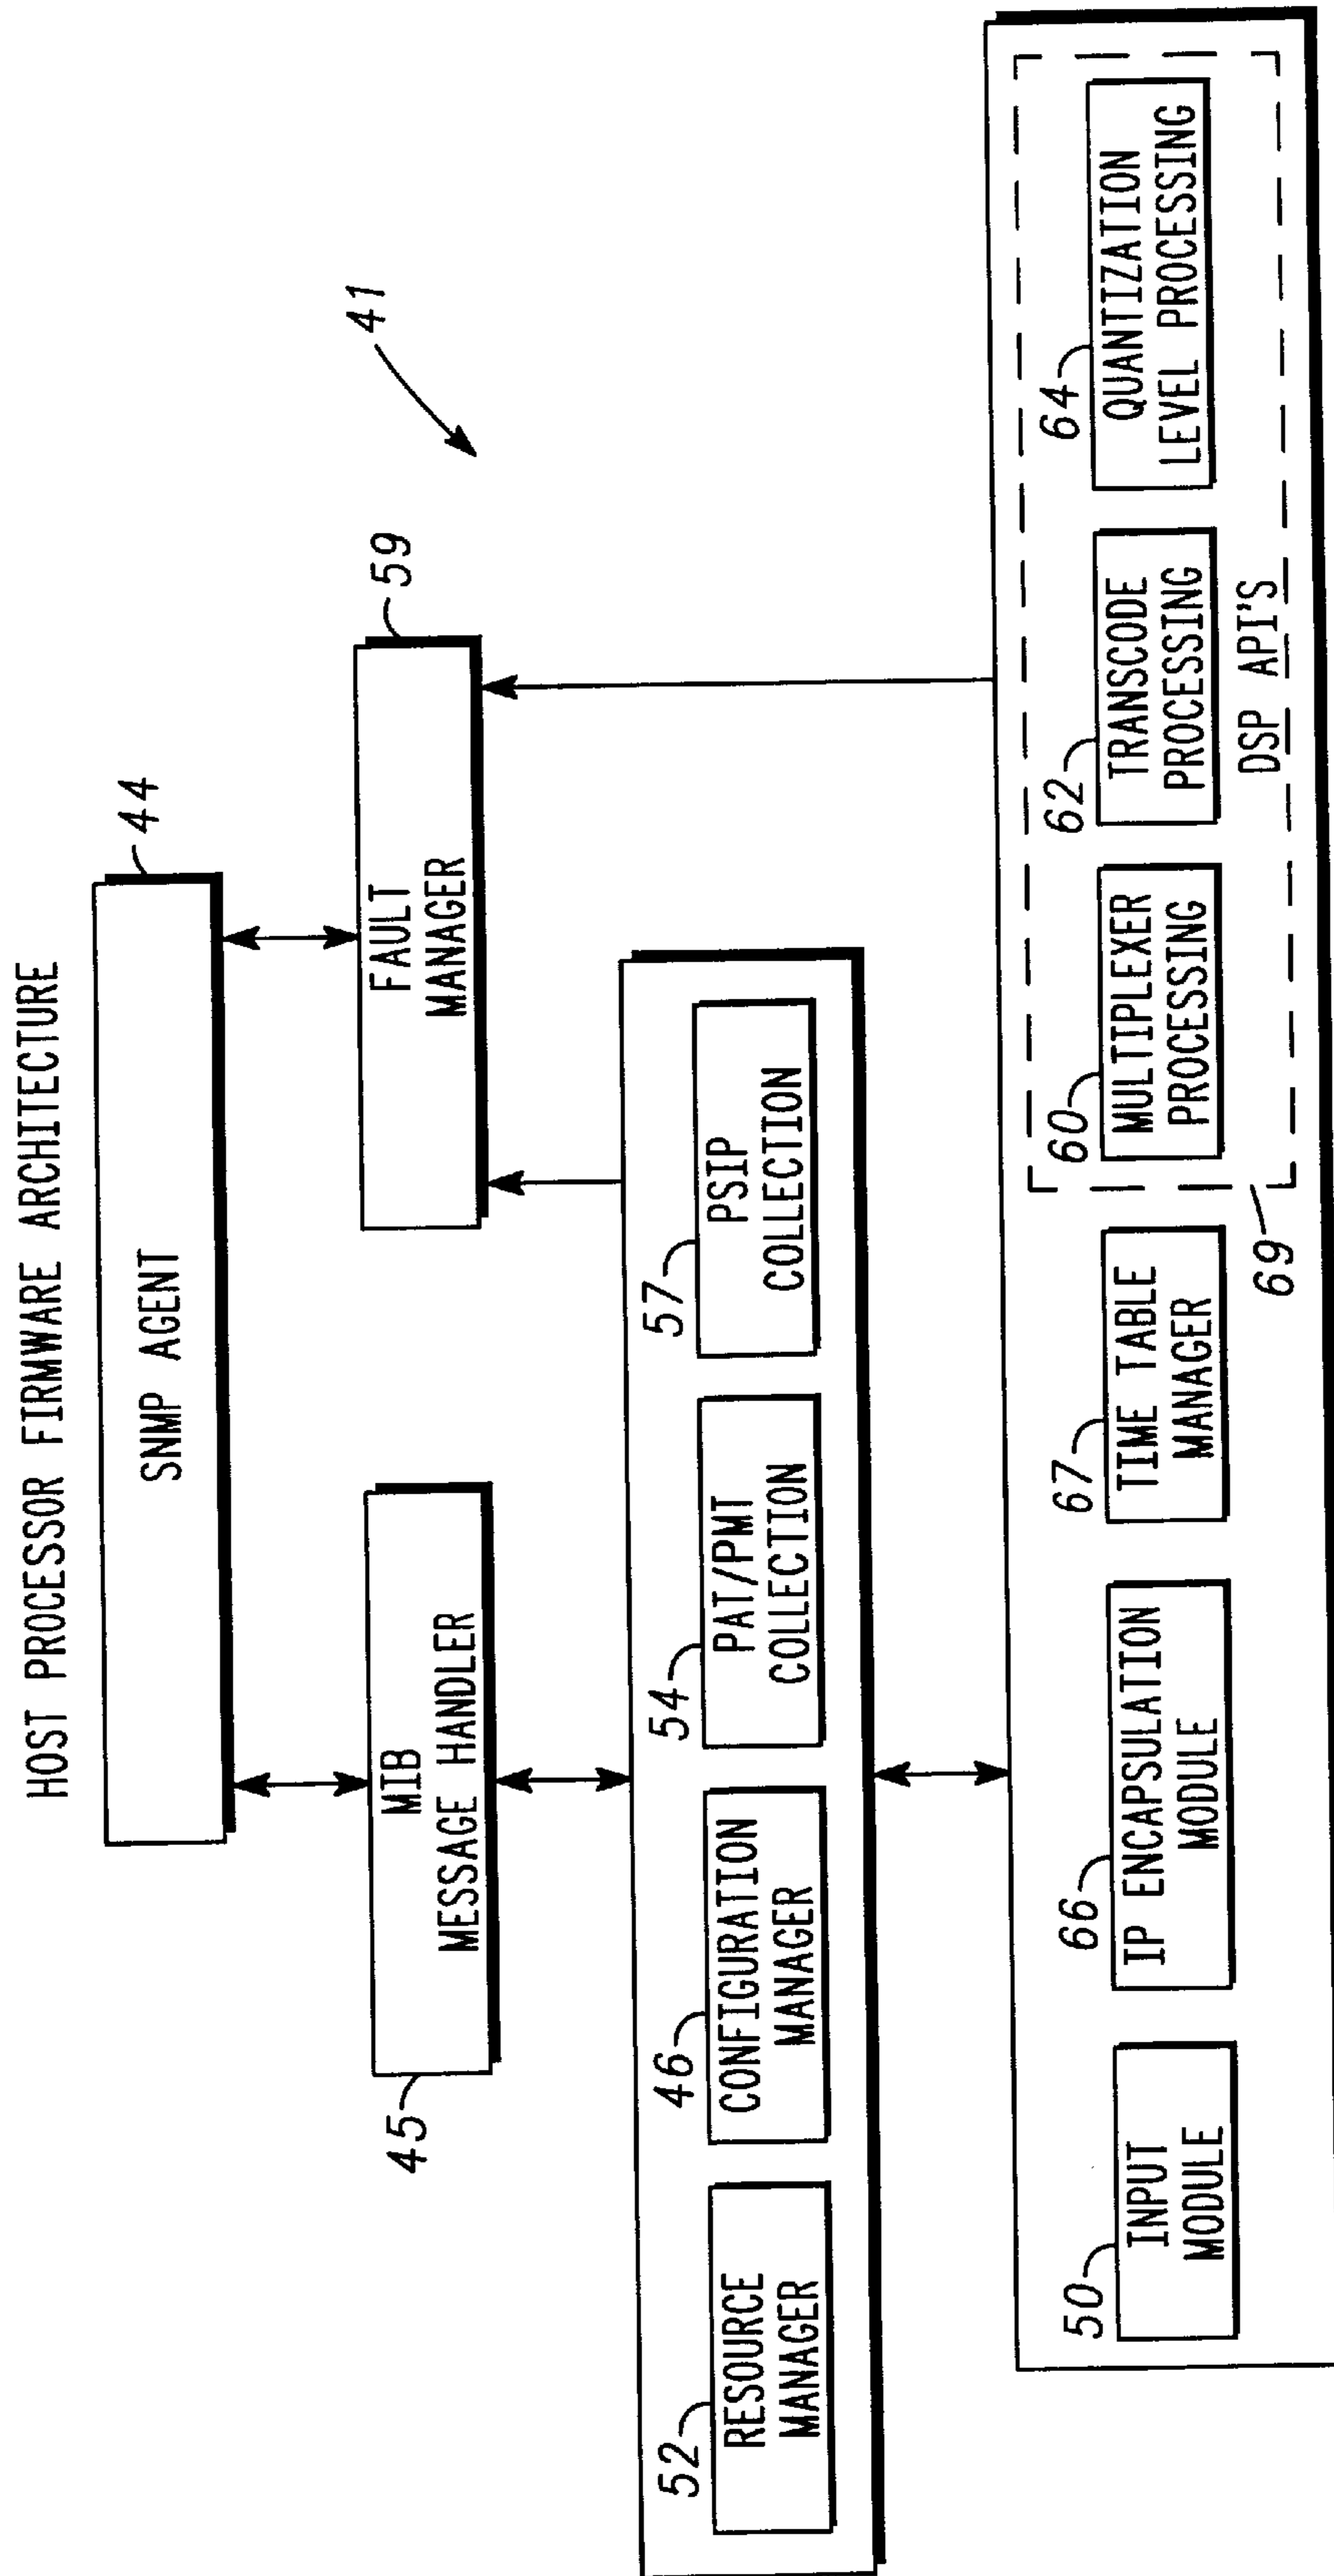 HOST PROCESSOR FIRMWARE ARCHITECTURE
44
SNMP AGENT
41
45
MIB
MESSAGE HANDLER
59
FAULT
MANAGER
52
RESOURCE
MANAGER
46
CONFIGURATION
MANAGER
54
PAT/PMT
COLLECTION
57
PSIP
COLLECTION
50
INPUT
MODULE
66
IP ENCAPSULATION
MODULE
67
TIME TABLE
MANAGER
69
60
MULTIPLEXER
PROCESSING
62
TRANSCODE
PROCESSING
64
QUANTIZATION
LEVEL PROCESSING
DSP API'S